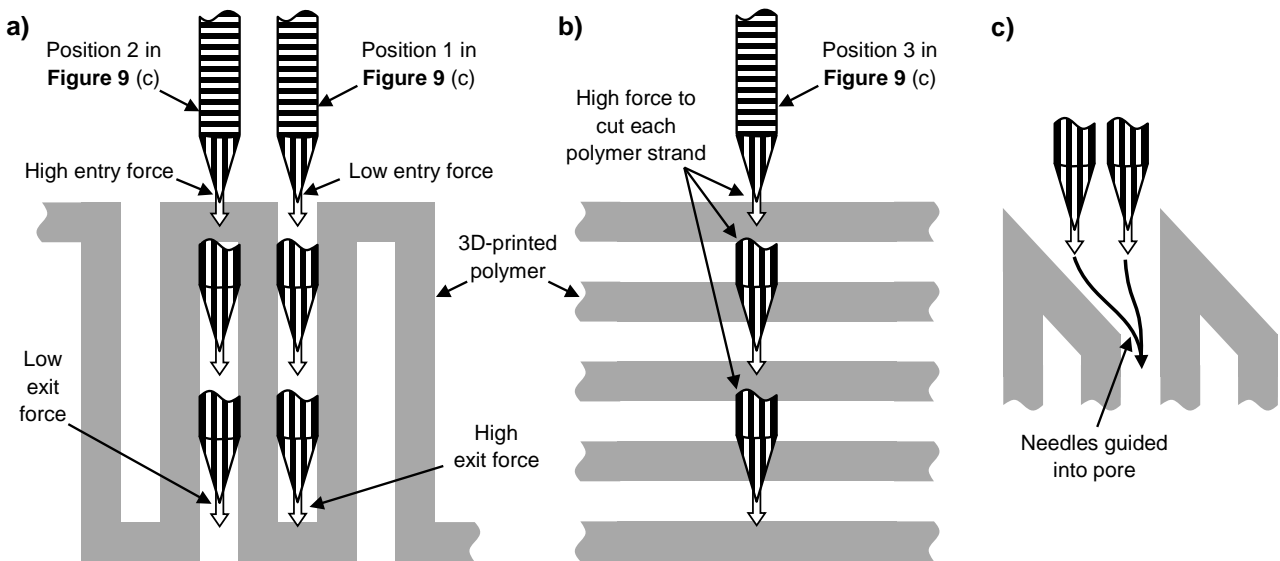 a)
Position 2 in
Figure 9 (c)
Position 1 in
Figure 9 (c)
High entry force
Low entry force
3D-printed
polymer
Low
exit
force
High
exit force
b)
Position 3 in
Figure 9 (c)
High force to
cut each
polymer strand
c)
Needles guided
into pore